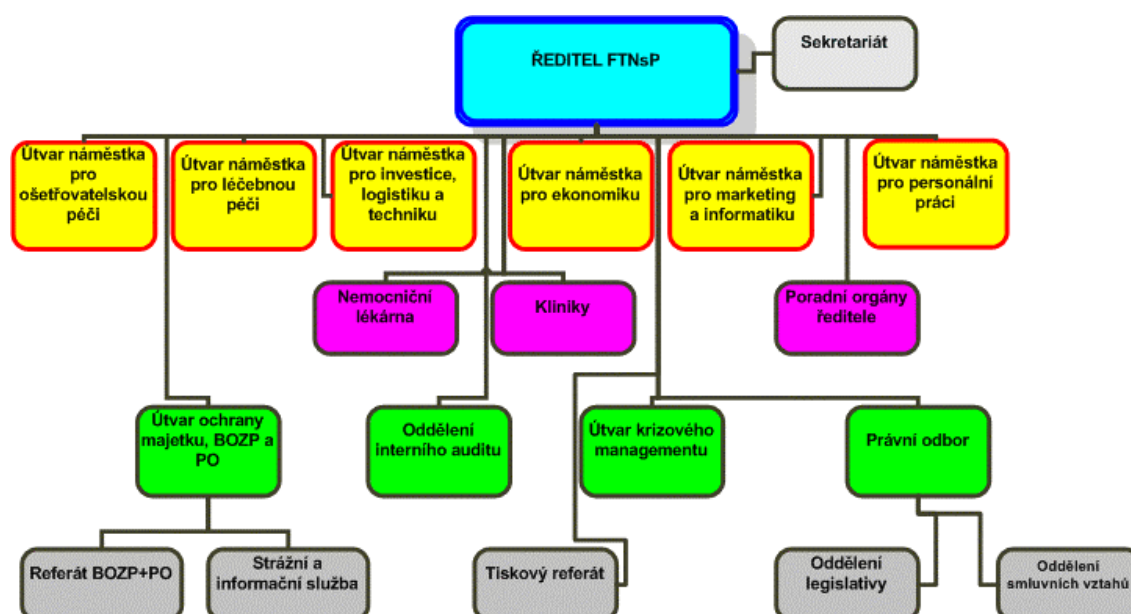 ŘEDITEL FTNsP
Sekretariát
Útvar náměstka
pro
ošetřovatelskou
péči
Útvar náměstka
pro léčebnou
péči
Útvar náměstka
pro investice,
logistiku a
techniku
Útvar náměstka
pro ekonomiku
Útvar náměstka
pro marketing
a informatiku
Útvar náměstka
pro personální
práci
Nemocniční
lékárna
Kliniky
Poradní orgány
ředitele
Útvar ochrany
majetku, BOZP a
PO
Oddělení
interního auditu
Útvar krizového
managementu
Právní odbor
Referát BOZP+PO
Strážní a
informační služba
Tiskový referát
Oddělení
legislativy
Oddělení
smluvních vztahů